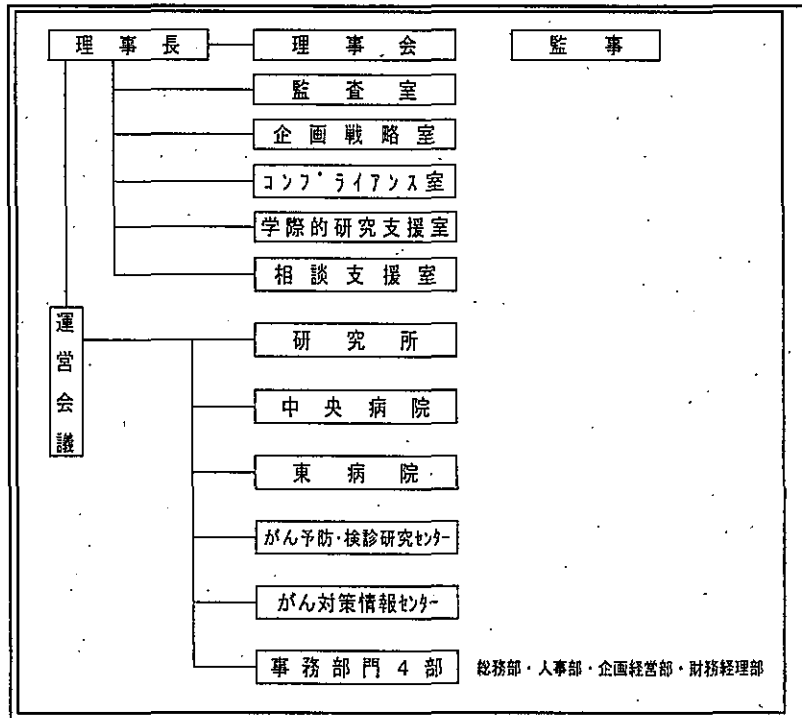 理事長
理事会
監事
監査室
企画戦略室
コンプライアンス室
学際的研究支援室
相談支援室
運営会議
研究所
中央病院
東病院
がん予防・検診研究センター
がん対策情報センター
事務部門４部
総務部・人事部・企画経営部・財務経理部